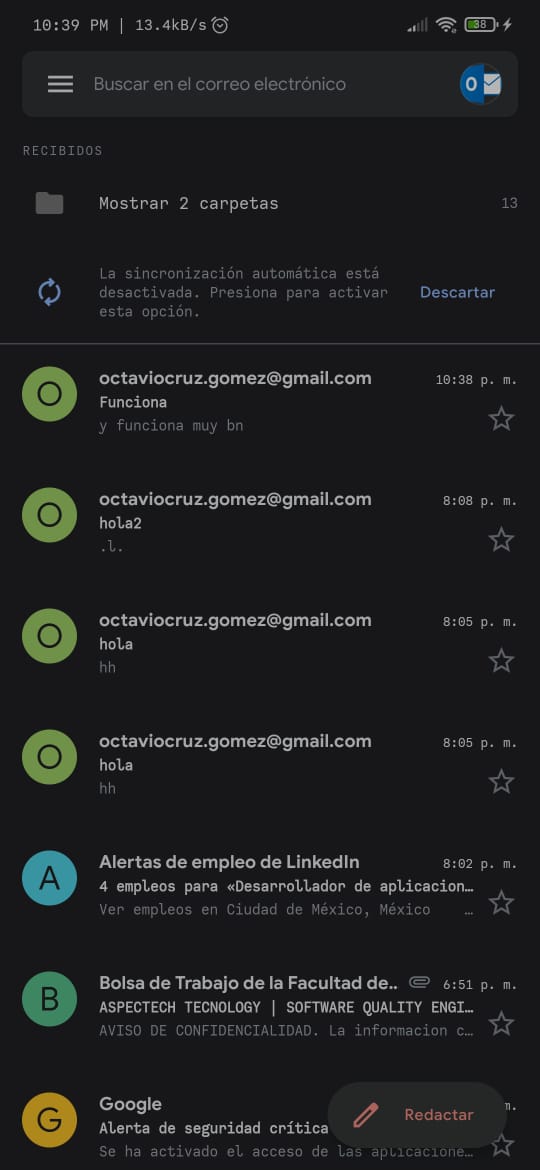 10:39 PM | 13.4kB/s
38
Buscar en el correo electrónico
O
RECIBIDOS
Mostrar 2 carpetas 13
La sincronización automática está
desactivada. Presiona para activar
esta opción.
Descartar
O
octaviocruz.gomez@gmail.com 10:38 p. m.
Funciona
y funciona muy bn
O
octaviocruz.gomez@gmail.com 8:08 p. m.
hola2
.l.
O
octaviocruz.gomez@gmail.com 8:05 p. m.
hola
hh
O
octaviocruz.gomez@gmail.com 8:05 p. m.
hola
hh
A
Alertas de empleo de LinkedIn 8:02 p. m.
4 empleos para «Desarrollador de aplicacion…
Ver empleos en Ciudad de México, México …
B
Bolsa de Trabajo de la Facultad de.. 6:51 p. m.
ASPECTECH TECNOLOGY | SOFTWARE QUALITY ENGI…
AVISO DE CONFIDENCIALIDAD. La informacion c…
G
Google m.
Alerta de seguridad crítica
Redactar
Se ha activado el acceso de las aplicacione…